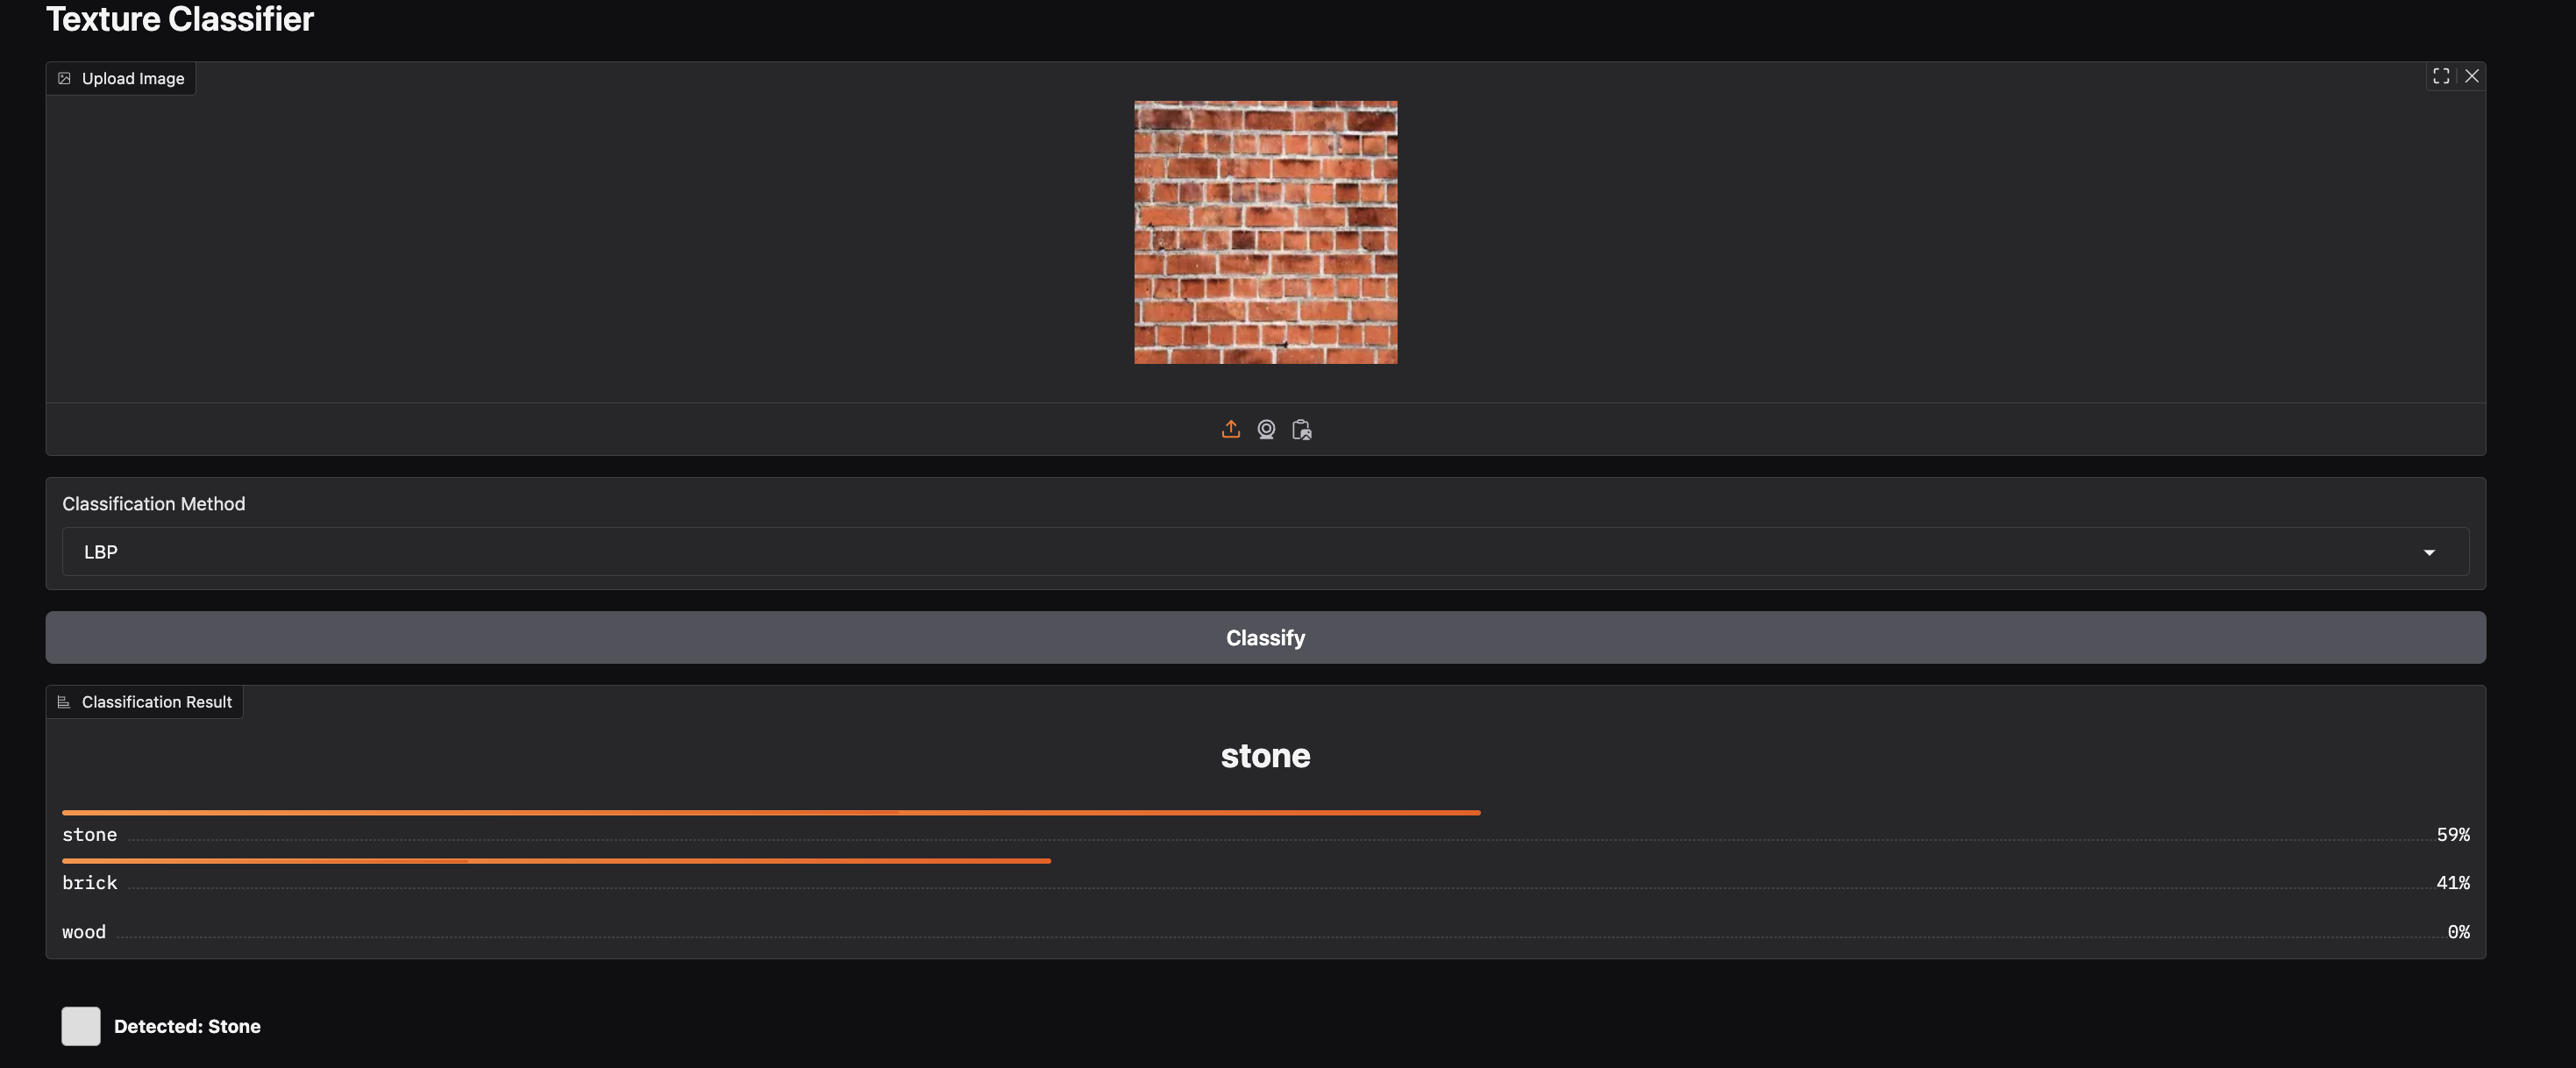 Texture Classifier
Upload Image
Classification Method
LBP
Classify
Classification Result
stone
stone 59%
brick 41%
wood 0%
Detected: Stone